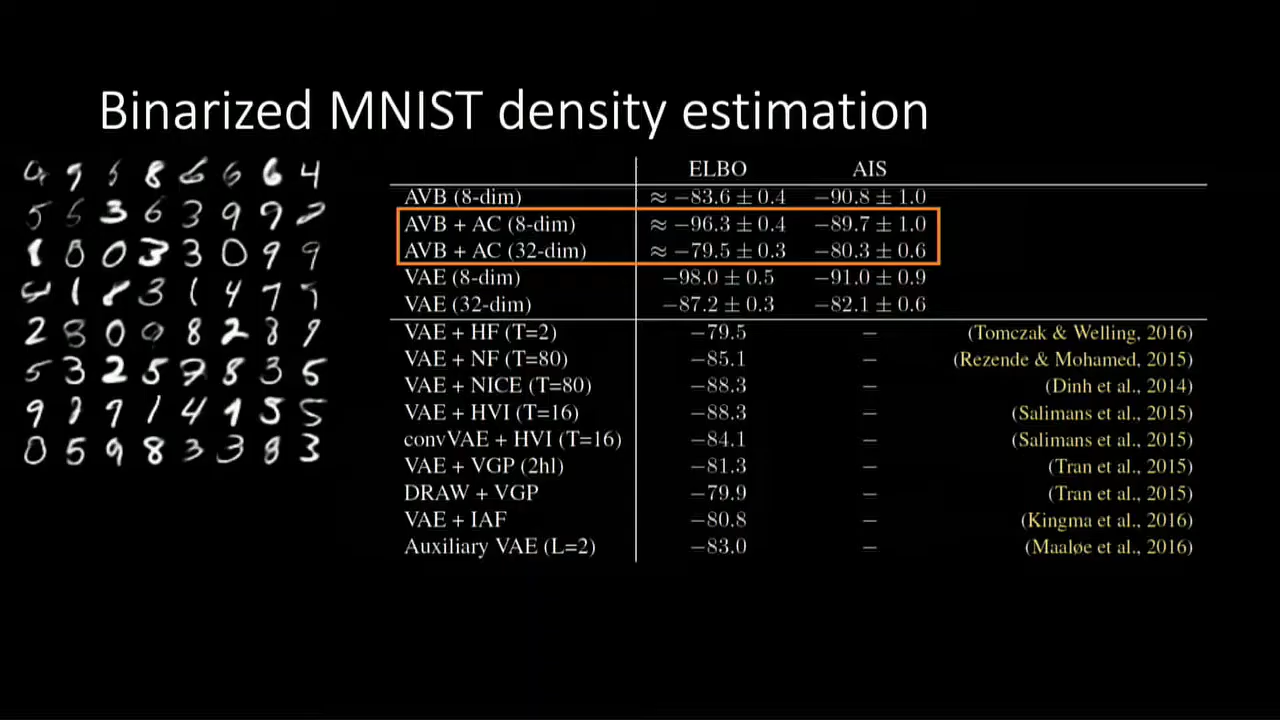 Binarized MNIST density estimation
ELBO AIS
AVB (8-dim) ≈ −83.6 ± 0.4 −90.8 ± 1.0
AVB + AC (8-dim) ≈ −96.3 ± 0.4 −89.7 ± 1.0
AVB + AC (32-dim) ≈ −79.5 ± 0.3 −80.3 ± 0.6
VAE (8-dim) −98.0 ± 0.5 −91.0 ± 0.9
VAE (32-dim) −87.2 ± 0.3 −82.1 ± 0.6
VAE + HF (T=2) −79.5 − (Tomczak & Welling, 2016)
VAE + NF (T=80) −85.1 − (Rezende & Mohamed, 2015)
VAE + NICE (T=80) −88.3 − (Dinh et al., 2014)
VAE + HVI (T=16) −88.3 − (Salimans et al., 2015)
convVAE + HVI (T=16) −84.1 − (Salimans et al., 2015)
VAE + VGP (2hl) −81.3 − (Tran et al., 2015)
DRAW + VGP −79.9 − (Tran et al., 2015)
VAE + IAF −80.8 − (Kingma et al., 2016)
Auxiliary VAE (L=2) −83.0 − (Maaløe et al., 2016)